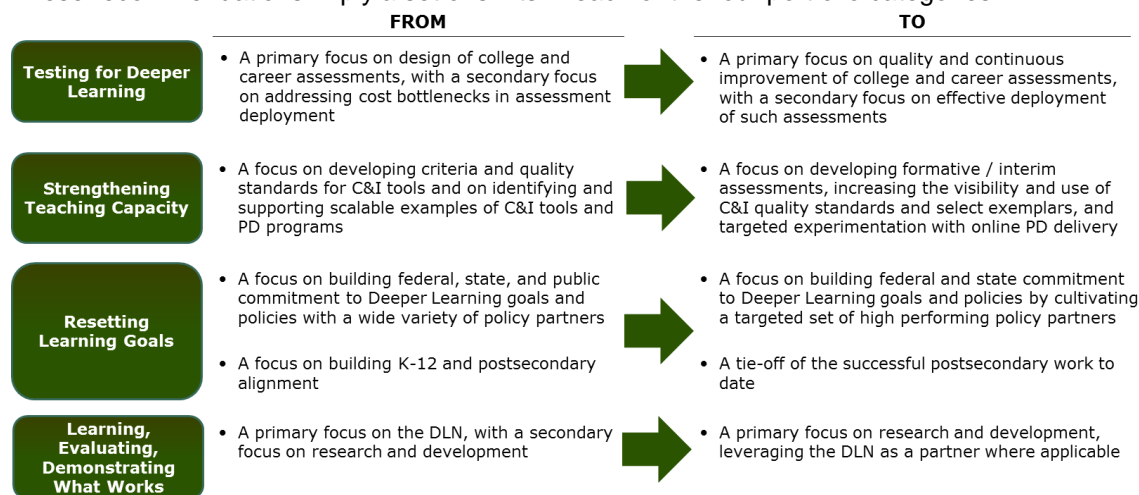 FROM
TO
Testing for Deeper
Learning
• A primary focus on design of college and
career assessments, with a secondary focus
on addressing cost bottlenecks in assessment
deployment
• A primary focus on quality and continuous
improvement of college and career assessments,
with a secondary focus on effective deployment
of such assessments
Strengthening
Teaching Capacity
• A focus on developing criteria and quality
standards for C&I tools and on identifying and
supporting scalable examples of C&I tools and
PD programs
• A focus on developing formative / interim
assessments, increasing the visibility and use of
C&I quality standards and select exemplars, and
targeted experimentation with online PD delivery
Resetting
Learning Goals
• A focus on building federal, state, and public
commitment to Deeper Learning goals and
policies with a wide variety of policy partners
• A focus on building K-12 and postsecondary
alignment
• A focus on building federal and state commitment
to Deeper Learning goals and policies by cultivating
a targeted set of high performing policy partners
• A tie-off of the successful postsecondary work to
date
Learning,
Evaluating,
Demonstrating
What Works
• A primary focus on the DLN, with a secondary
focus on research and development
• A primary focus on research and development,
leveraging the DLN as a partner where applicable